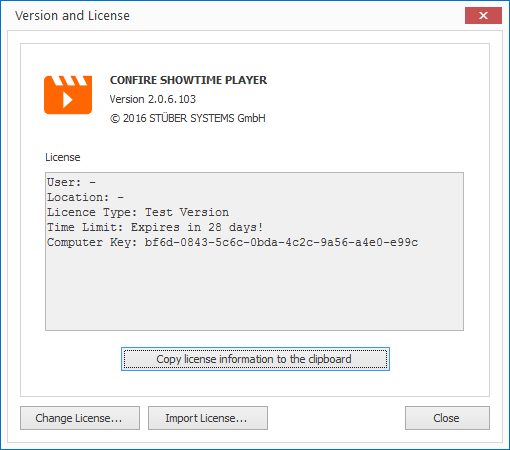 Version and License
CONFIRE SHOWTIME PLAYER
Version 2.0.6.103
© 2016 STÜBER SYSTEMS GmbH
License
User: -
Location: -
Licence Type: Test Version
Time Limit: Expires in 28 days!
Computer Key: bf6d-0843-5c6c-0bda-4c2c-9a56-a4e0-e99c
Copy license information to the clipboard
Change License...
Import License...
Close